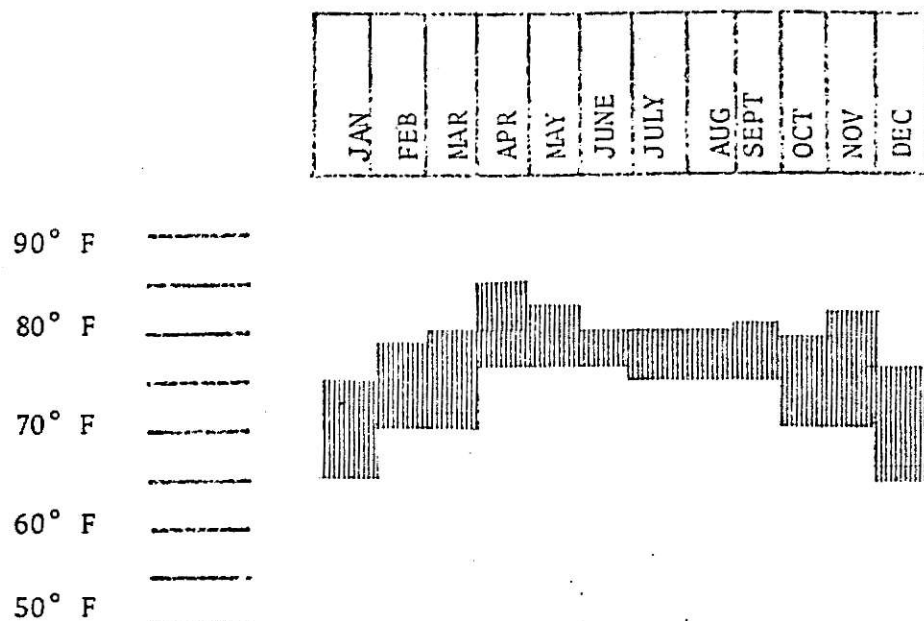 JAN FEB MAR APR MAY JUNE JULY AUG SEPT OCT NOV DEC
90° F
80° F
70° F
60° F
50° F